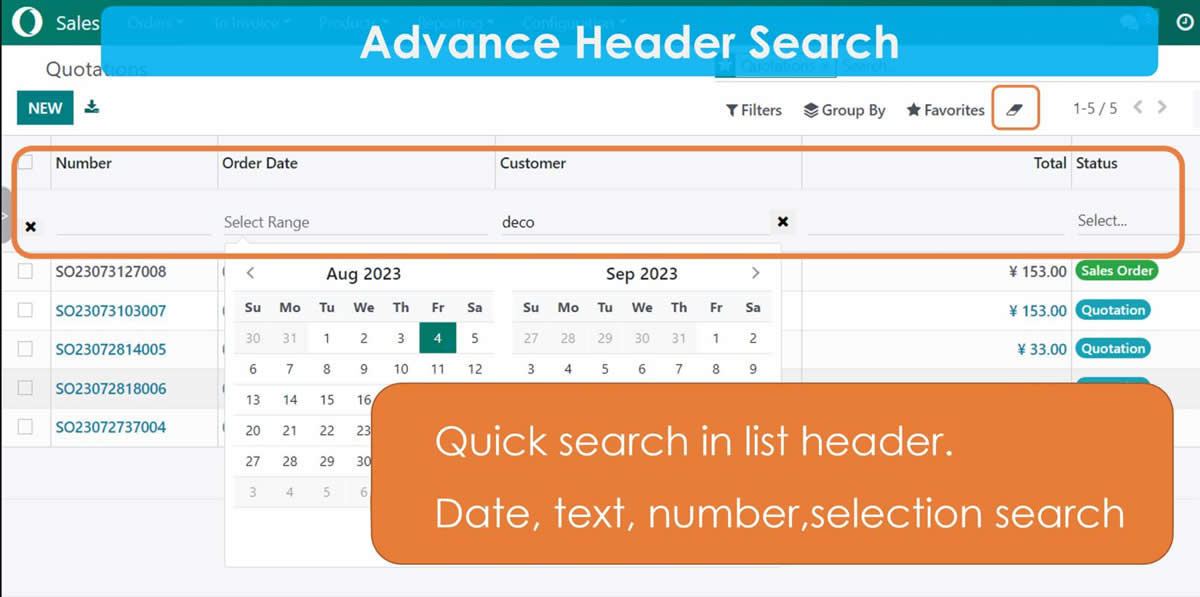 Sales
Orders To Invoice Products Reporting Configuration
Advance Header Search
Quotations
Quotations Search...
NEW
Filters Group By Favorites 1-5 / 5
Number Order Date Customer Total Status
Select Range deco Select...
SO23073127008 ¥ 153.00 Sales Order
SO23073103007 ¥ 153.00 Quotation
SO23072814005 ¥ 33.00 Quotation
SO23072818006
SO23072737004
Aug 2023 Sep 2023
Su Mo Tu We Th Fr Sa Su Mo Tu We Th Fr Sa
30 31 1 2 3 4 5 27 28 29 30 31 1 2
6 7 8 9 10 11 12 3 4 5 6 7 8 9
13 14 15 16
20 21 22 23
27 28 29 30
3 4 5 6
Quick search in list header.
Date, text, number,selection search